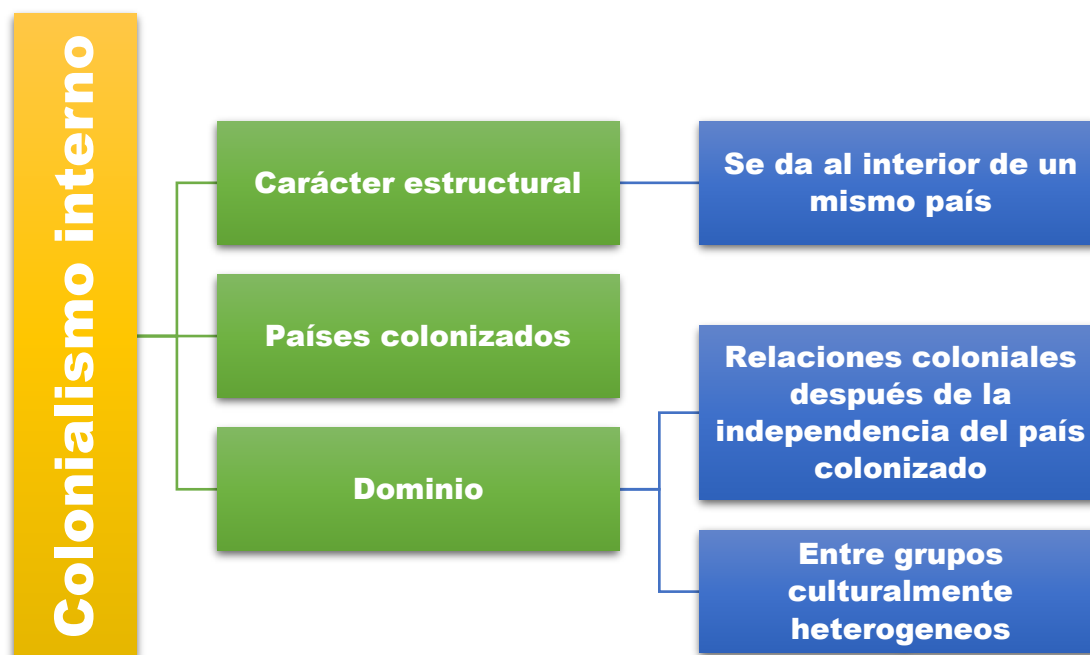 Colonialismo interno
Carácter estructural
Se da al interior de un
mismo país
Países colonizados
Dominio
Relaciones coloniales
después de la
independencia del país
colonizado
Entre grupos
culturalmente
heterogeneos